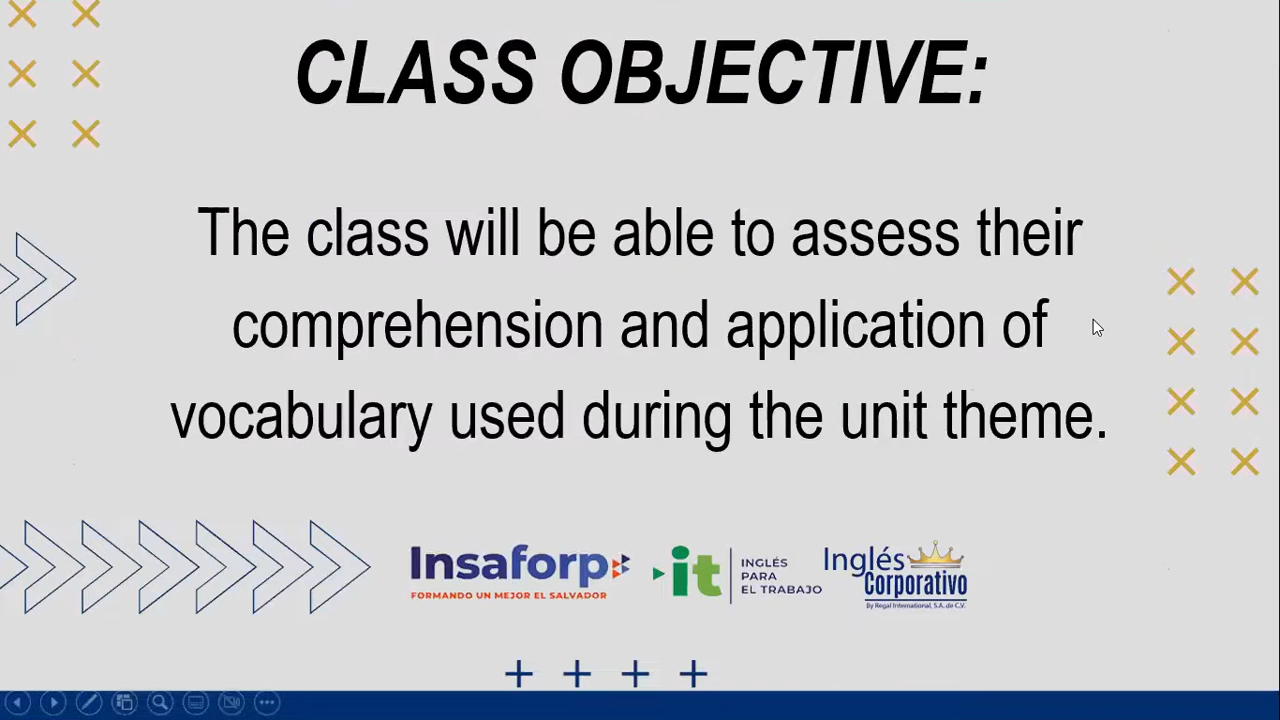 CLASS OBJECTIVE:
The class will be able to assess their
comprehension and application of
vocabulary used during the unit theme.
Insaforp
FORMANDO UN MEJOR EL SALVADOR
it
INGLÉS
PARA
EL TRABAJO
Inglés
Corporativo
By Regal International, S.A. de C.V.